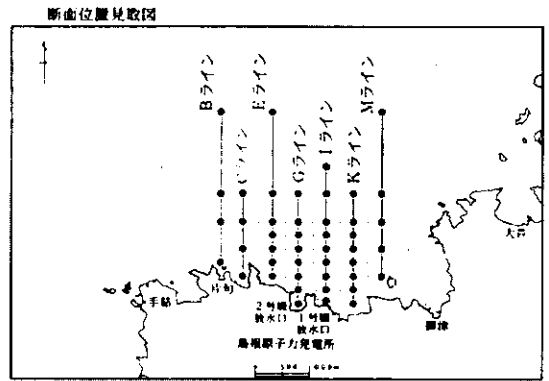 断面位置見取図
Bライン
Eライン
Mライン
Iライン
Cライン
Gライン
Kライン
大芦
手結
片句
2号機
放水口
1号機
放水口
御津
島根原子力発電所
0 500